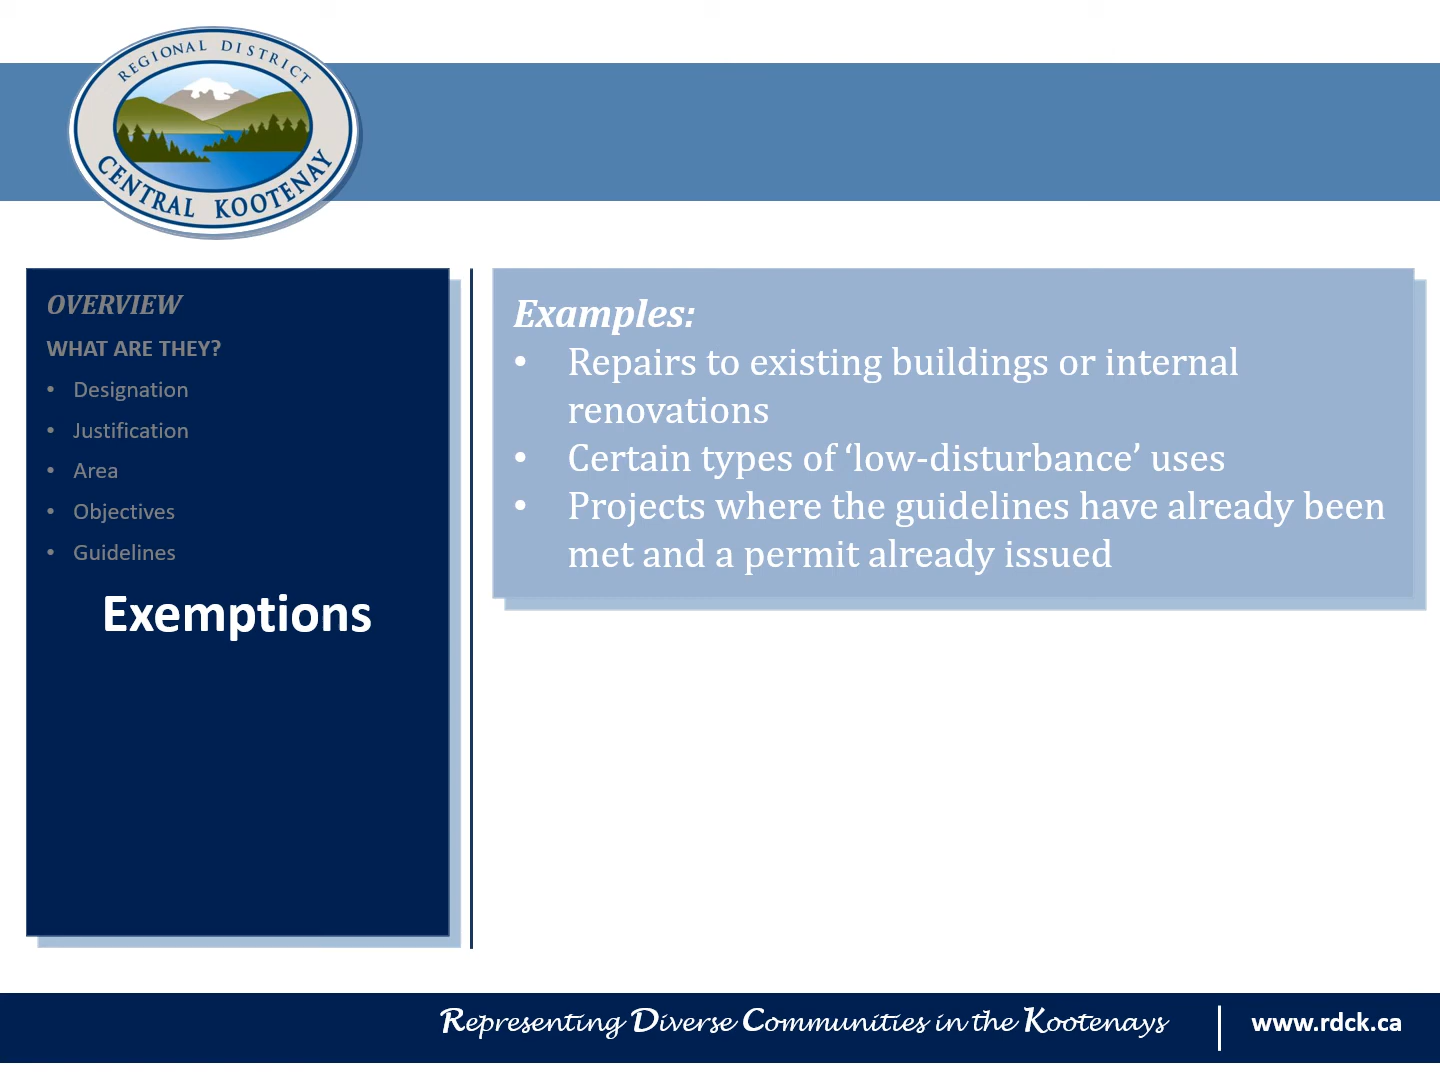 REGIONAL DISTRICT
CENTRAL KOOTENAY
OVERVIEW
WHAT ARE THEY?
• Designation
• Justification
• Area
• Objectives
• Guidelines
Exemptions
Examples:
• Repairs to existing buildings or internal
renovations
• Certain types of ‘low-disturbance’ uses
• Projects where the guidelines have already been
met and a permit already issued
Representing Diverse Communities in the Kootenays
www.rdck.ca